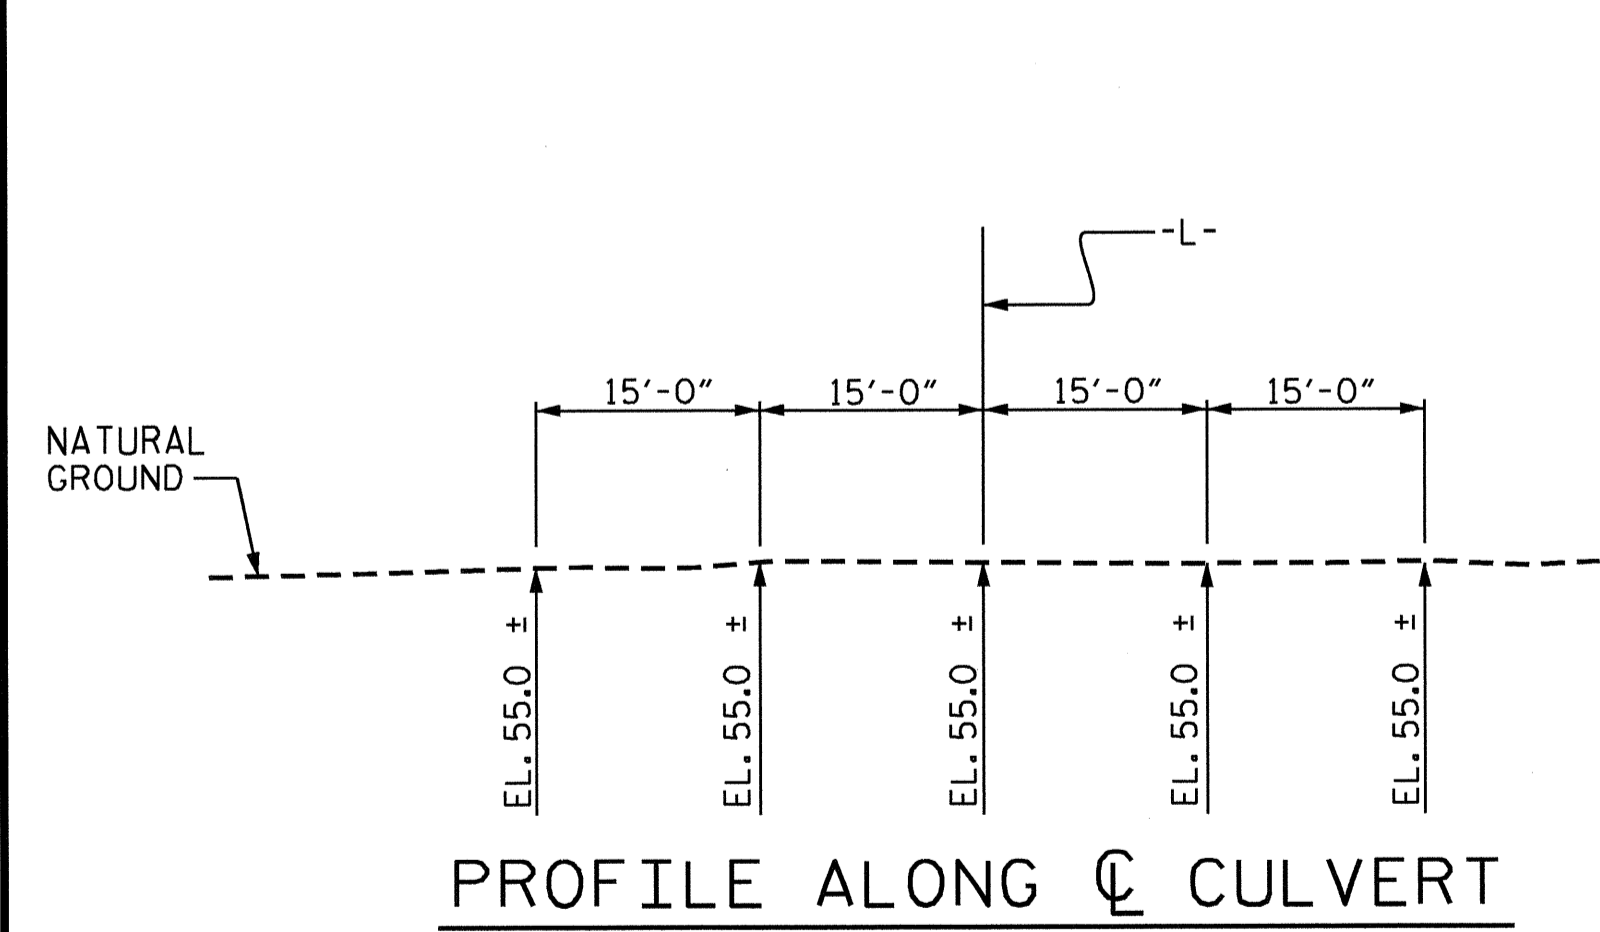 -L-
15'-0" 15'-0" 15'-0" 15'-0"
NATURAL
GROUND
EL. 55.0 ±
EL. 55.0 ±
EL. 55.0 ±
EL. 55.0 ±
EL. 55.0 ±
PROFILE ALONG ℄ CULVERT